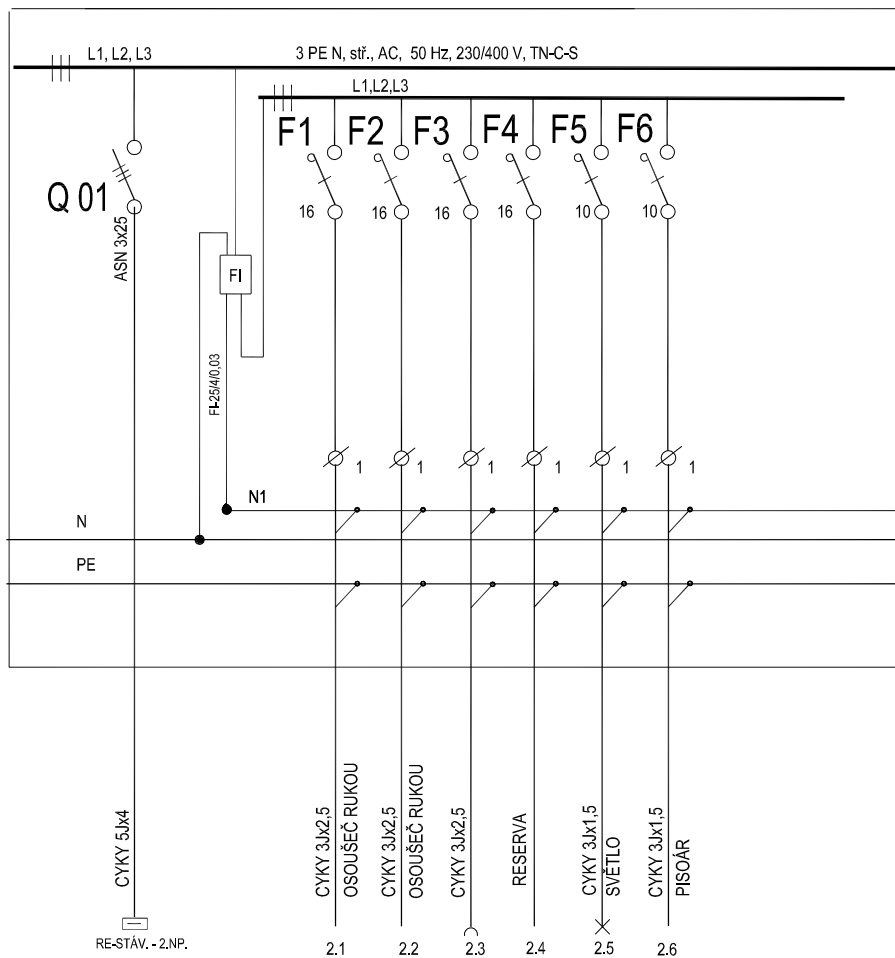 L1, L2, L3
3 PE N, stř., AC, 50 Hz, 230/400 V, TN-C-S
L1,L2,L3
F1
F2
F3
F4
F5
F6
Q 01
16
16
16
16
10
10
ASN 3x25
FI
FI-25/4/0,03
1
1
1
1
1
1
N1
N
PE
CYKY 5Jx4
CYKY 3Jx2,5
OSOUŠEČ RUKOU
CYKY 3Jx2,5
OSOUŠEČ RUKOU
CYKY 3Jx2,5
RESERVA
CYKY 3Jx1,5
SVĚTLO
CYKY 3Jx1,5
PISOÁR
RE-STÁV. - 2.NP.
2.1
2.2
2.3
2.4
2.5
2.6